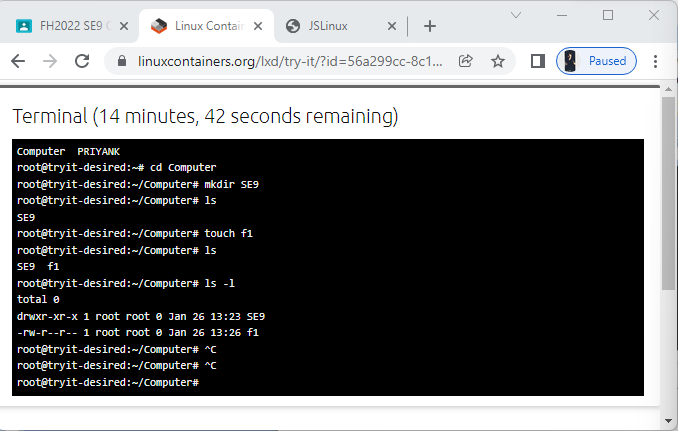 FH2022 SE9
Linux Contain
JSLinux
linuxcontainers.org/lxd/try-it/?id=56a299cc-8c1...
Paused
Terminal (14 minutes, 42 seconds remaining)
Computer  PRIYANK
root@tryit-desired:~# cd Computer
root@tryit-desired:~/Computer# mkdir SE9
root@tryit-desired:~/Computer# ls
SE9
root@tryit-desired:~/Computer# touch f1
root@tryit-desired:~/Computer# ls
SE9  f1
root@tryit-desired:~/Computer# ls -l
total 0
drwxr-xr-x 1 root root 0 Jan 26 13:23 SE9
-rw-r--r-- 1 root root 0 Jan 26 13:26 f1
root@tryit-desired:~/Computer# ^C
root@tryit-desired:~/Computer# ^C
root@tryit-desired:~/Computer#